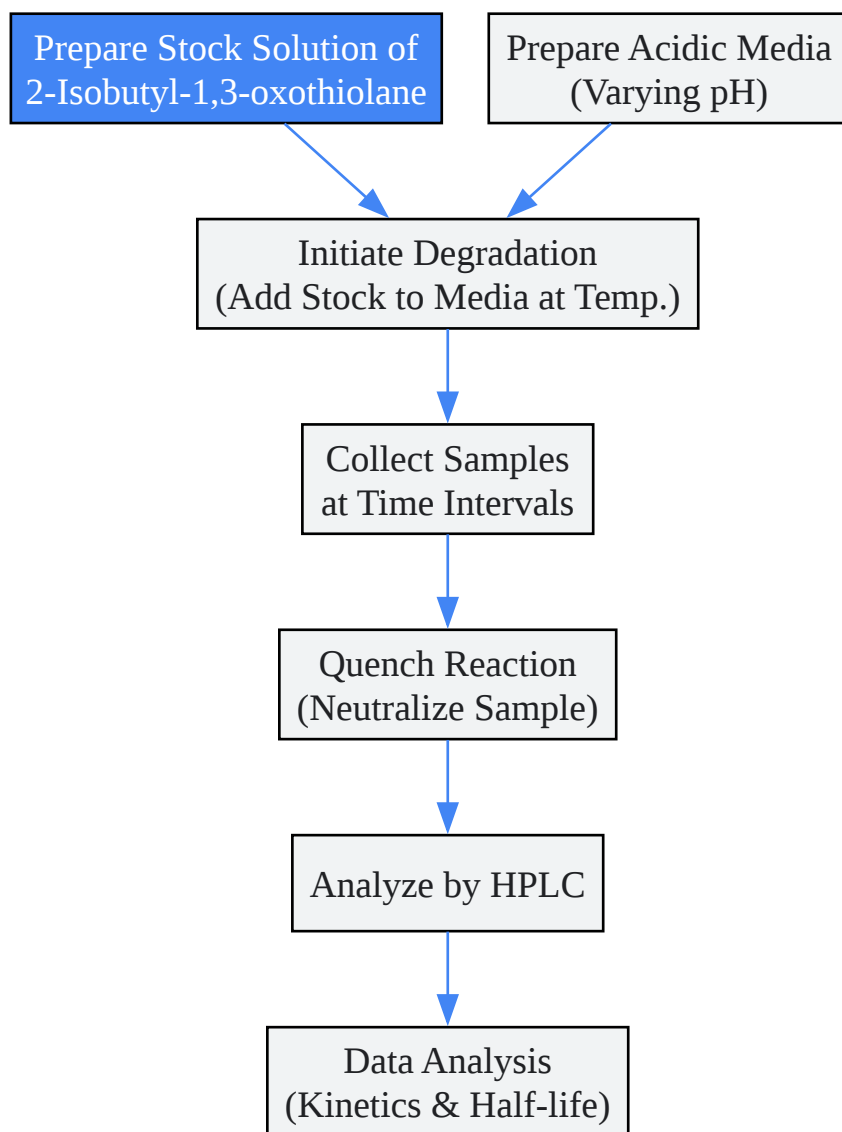 Prepare Stock Solution of
2-Isobutyl-1,3-oxothiolane
Prepare Acidic Media
(Varying pH)
Initiate Degradation
(Add Stock to Media at Temp.)
Collect Samples
at Time Intervals
Quench Reaction
(Neutralize Sample)
Analyze by HPLC
Data Analysis
(Kinetics & Half-life)